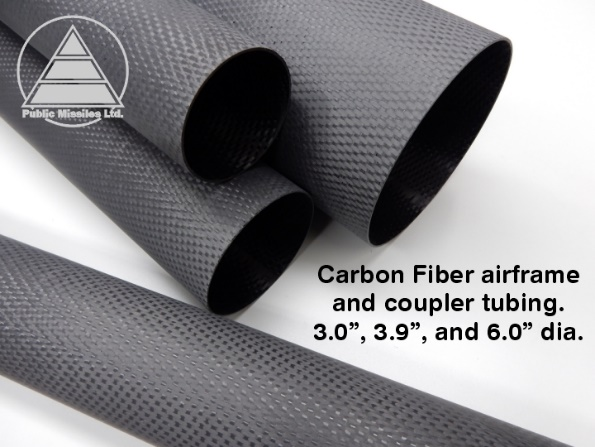 Public Missiles Ltd.
Carbon Fiber airframe
and coupler tubing.
3.0”, 3.9”, and 6.0” dia.